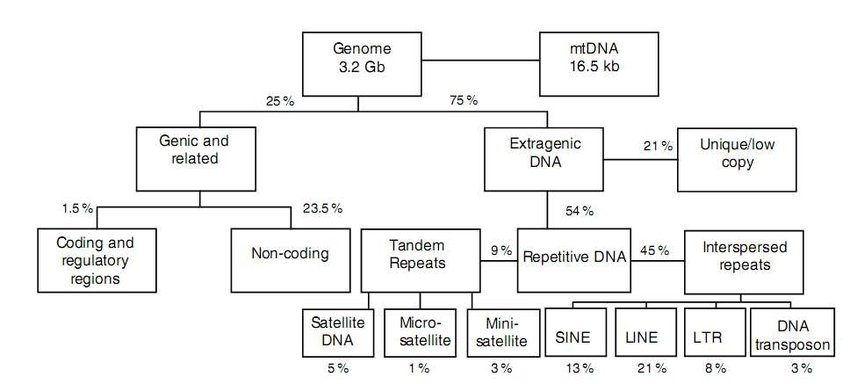 Genome
3.2 Gb
mtDNA
16.5 kb
25 %
75 %
Genic and
related
Extragenic
DNA
21 %
Unique/low
copy
1.5 %
23.5 %
54 %
Coding and
regulatory
regions
Non-coding
Tandem
Repeats
9 %
Repetitive DNA
45 %
Interspersed
repeats
Satellite
DNA
Micro-
satellite
Mini-
satellite
SINE
LINE
LTR
DNA
transposon
5 %
1 %
3 %
13 %
21 %
8 %
3 %